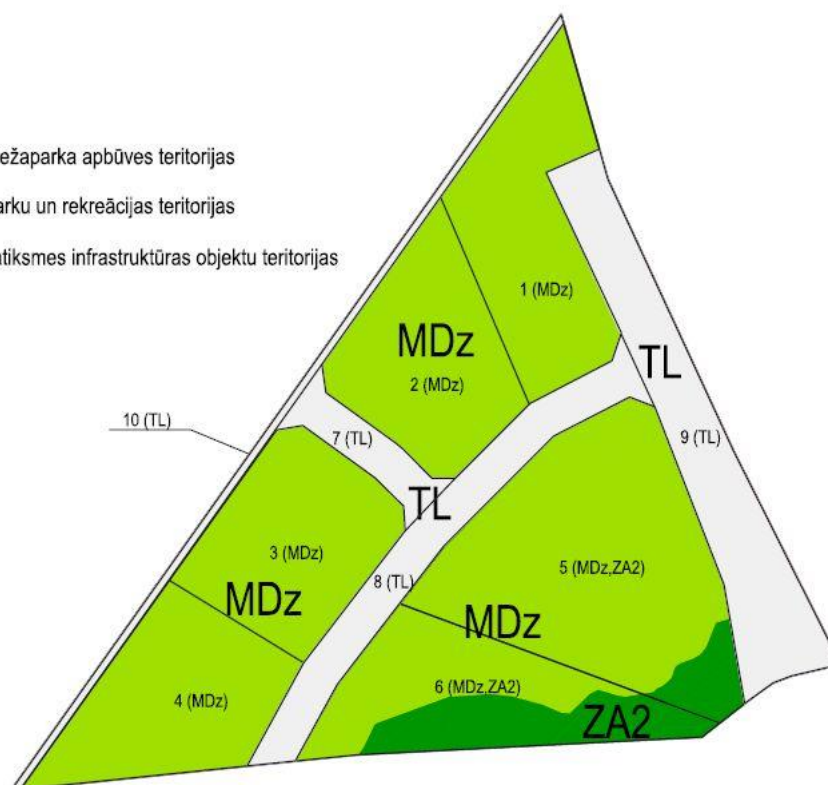 ežaparka apbūves teritorijas
arku un rekreācijas teritorijas
tiksmes infrastruktūras objektu teritorijas
1 (MDz)
MDz
2 (MDz)
TL
10 (TL)
7 (TL)
9 (TL)
TL
3 (MDz)
8 (TL)
5 (MDz,ZA2)
MDz
MDz
6 (MDz,ZA2)
4 (MDz)
ZA2